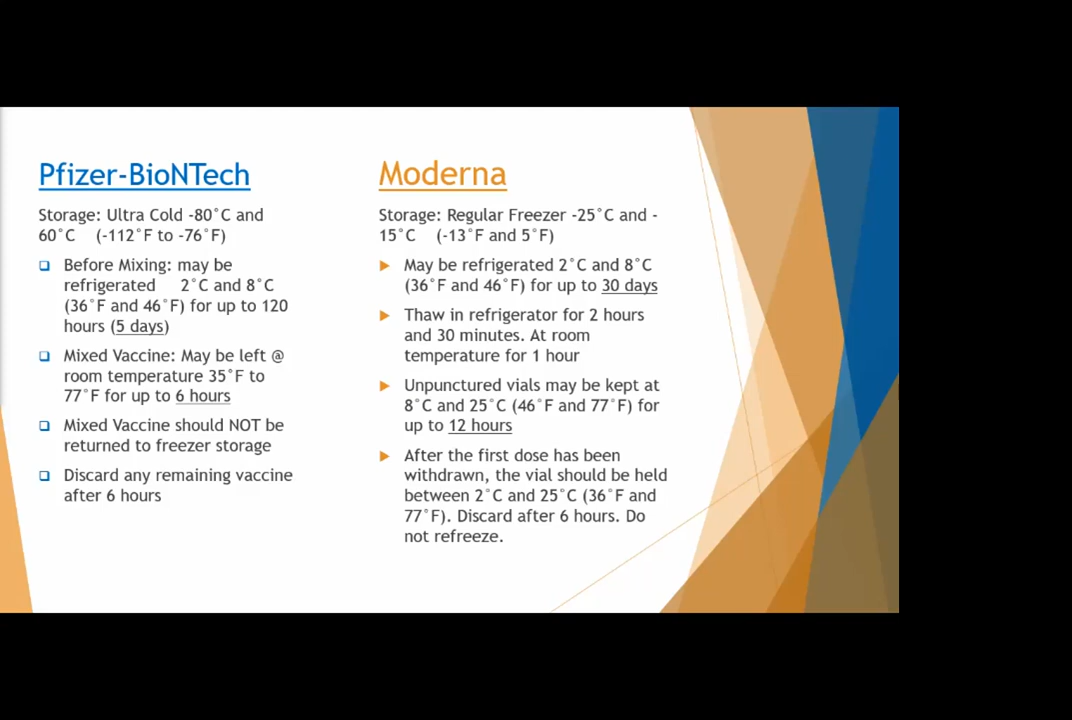 Pfizer-BioNTech
Storage: Ultra Cold -80°C and
60°C (-112°F to -76°F)
Before Mixing: may be
refrigerated 2°C and 8°C
(36°F and 46°F) for up to 120
hours (5 days)
Mixed Vaccine: May be left @
room temperature 35°F to
77°F for up to 6 hours
Mixed Vaccine should NOT be
returned to freezer storage
Discard any remaining vaccine
after 6 hours
Moderna
Storage: Regular Freezer -25°C and -
15°C (-13°F and 5°F)
May be refrigerated 2°C and 8°C
(36°F and 46°F) for up to 30 days
Thaw in refrigerator for 2 hours
and 30 minutes. At room
temperature for 1 hour
Unpunctured vials may be kept at
8°C and 25°C (46°F and 77°F) for
up to 12 hours
After the first dose has been
withdrawn, the vial should be held
between 2°C and 25°C (36°F and
77°F). Discard after 6 hours. Do
not refreeze.